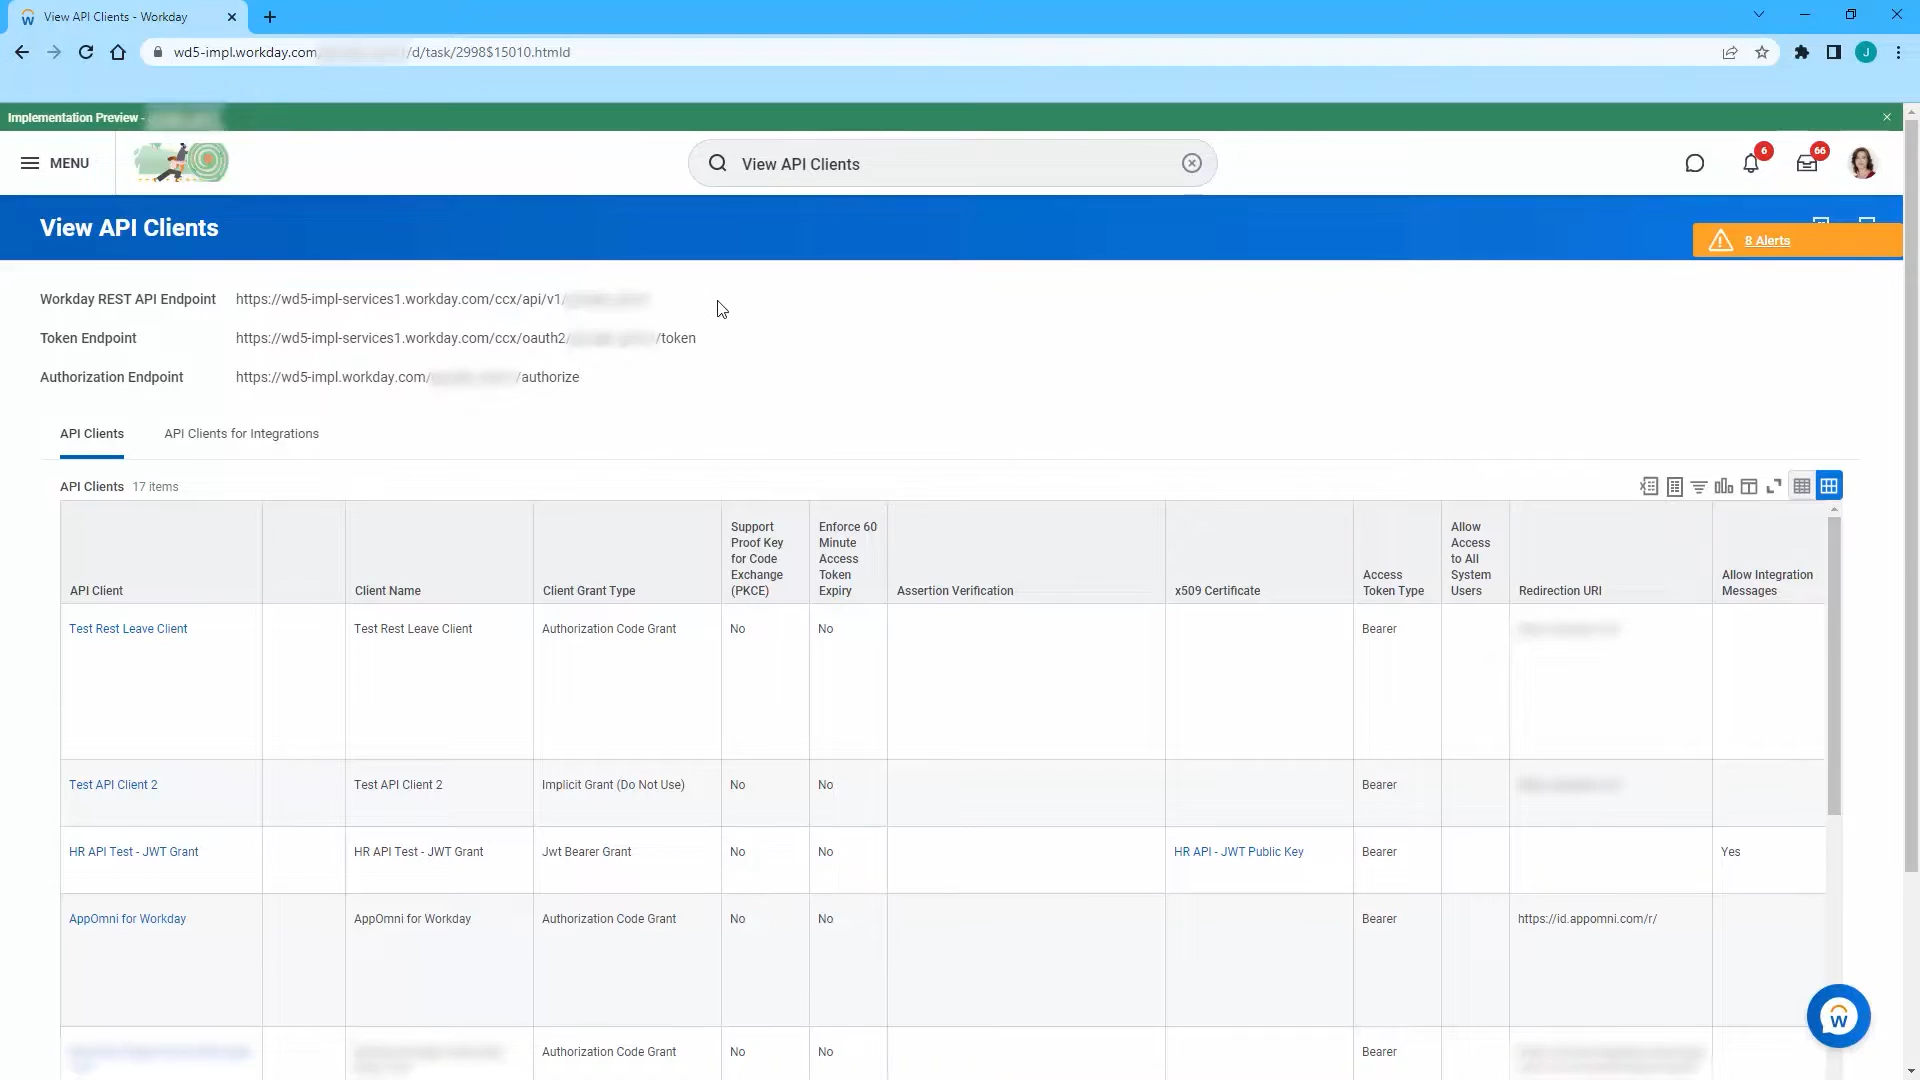 View API Clients - Workday
wd5-impl.workday.com /d/task/2998$15010.htmld
J
Implementation Preview -
MENU
View API Clients
6
66
View API Clients
8 Alerts
Workday REST API Endpoint https://wd5-impl-services1.workday.com/ccx/api/v1/
Token Endpoint https://wd5-impl-services1.workday.com/ccx/oauth2/ /token
Authorization Endpoint https://wd5-impl.workday.com/ /authorize
API Clients API Clients for Integrations
API Clients 17 items
API Client
Client Name
Client Grant Type
Support
Proof Key
for Code
Exchange
(PKCE)
Enforce 60
Minute
Access
Token
Expiry
Assertion Verification
x509 Certificate
Access
Token Type
Allow
Access
to All
System
Users
Redirection URI
Allow Integration
Messages
Test Rest Leave Client Test Rest Leave Client Authorization Code Grant No No Bearer
Test API Client 2 Test API Client 2 Implicit Grant (Do Not Use) No No Bearer
HR API Test - JWT Grant HR API Test - JWT Grant Jwt Bearer Grant No No HR API - JWT Public Key Bearer Yes
AppOmni for Workday AppOmni for Workday Authorization Code Grant No No Bearer https://id.appomni.com/r/
Authorization Code Grant No No Bearer